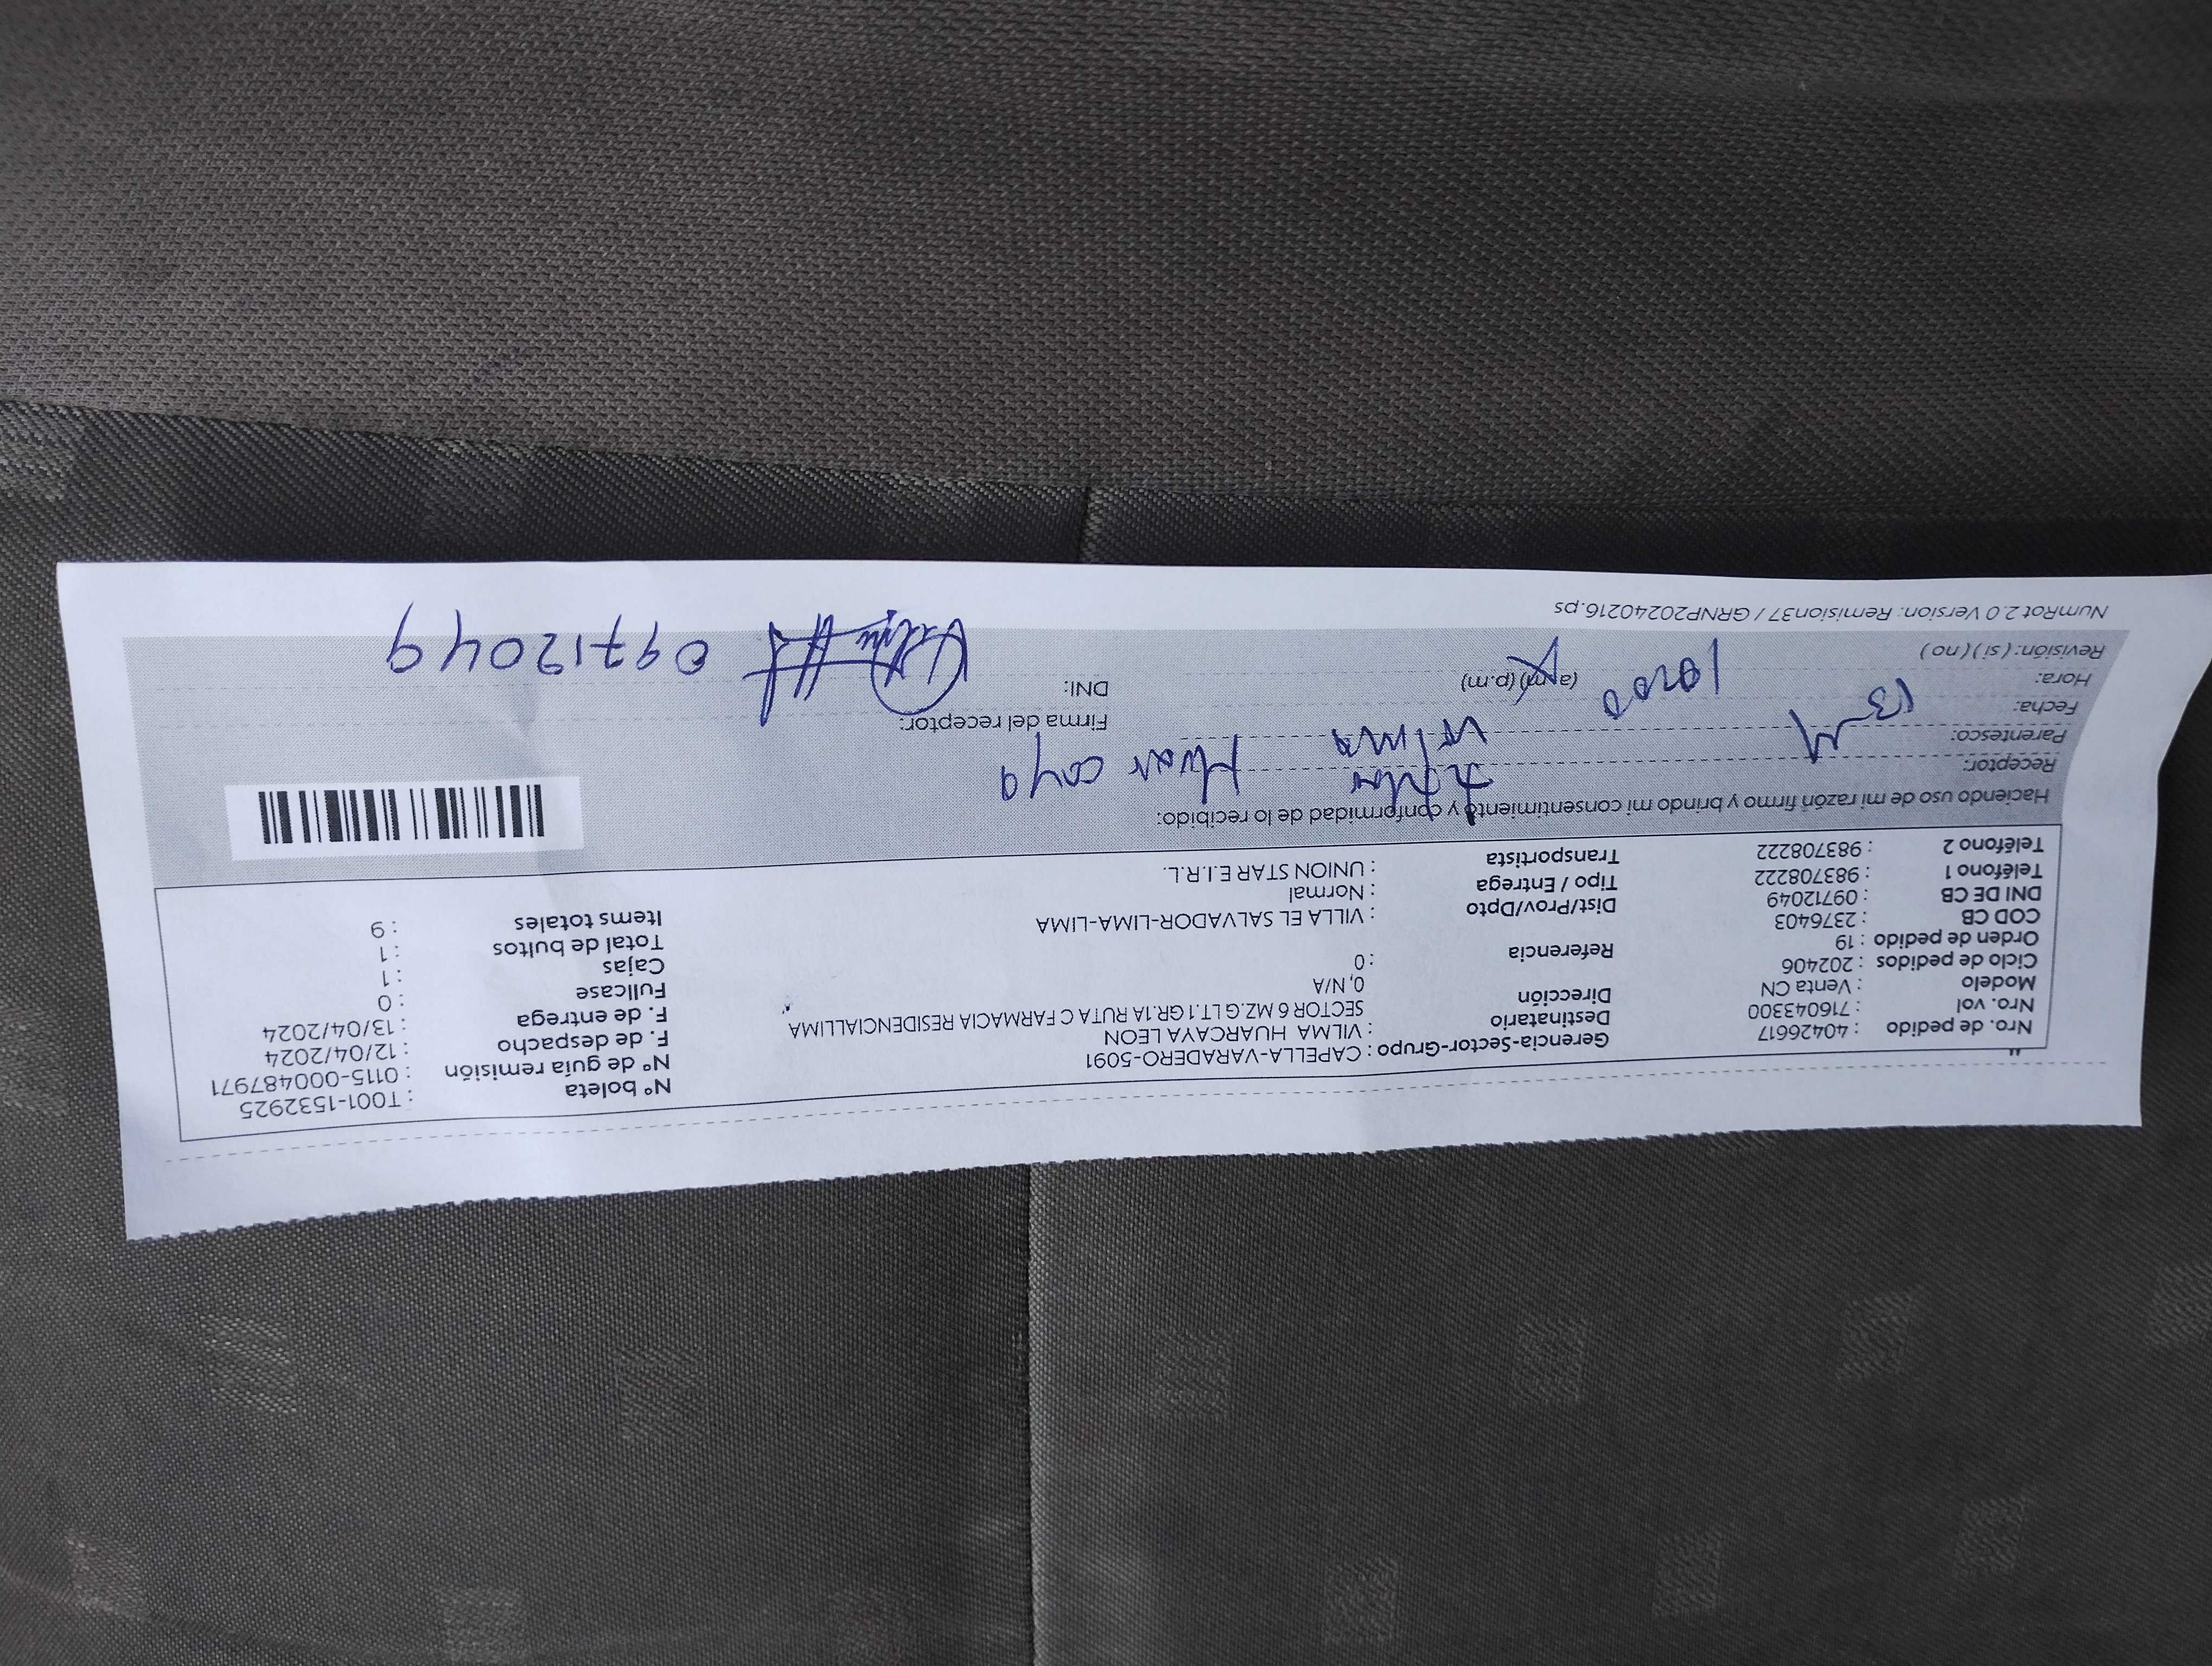 Nro. de pedido : 40426617
Nro. vol : 716043300
Modelo : Venta CN
Ciclo de pedidos : 202406
Orden de pedido : 19
COD CB : 2376403
DNI DE CB : 09712049
Teléfono 1 : 983708222
Teléfono 2 : 983708222
Gerencia-Sector-Grupo : CAPELLA-VARADERO-5091
Destinatario : VILMA HUARCAYA LEON
Dirección SECTOR 6 MZ.G LT.1 GR.1A RUTA C FARMACIA RESIDENCIALLIMA
0, N/A
Referencia : 0
Dist/Prov/Dpto : VILLA EL SALVADOR-LIMA-LIMA
Tipo / Entrega : Normal
Transportista : UNION STAR E.I.R.L.
N° boleta : T001-1532925
N° de guía remisión : 0115-000487971
F. de despacho : 12/04/2024
F. de entrega : 13/04/2024
Fullcase : 0
Cajas : 1
Total de bultos : 1
Items totales : 9
Haciendo uso de mi razón firmo y brindo mi consentimiento y conformidad de lo recibido:
Receptor: Huar caya
Parentesco: Vilma
Fecha: 13
Hora: 10:00 (a.m) (p.m)
Revisión: ( si ) ( no )
Firma del receptor:
DNI: 09712049
NumRot 2.0 Version: Remision37 / GRNP20240216.ps